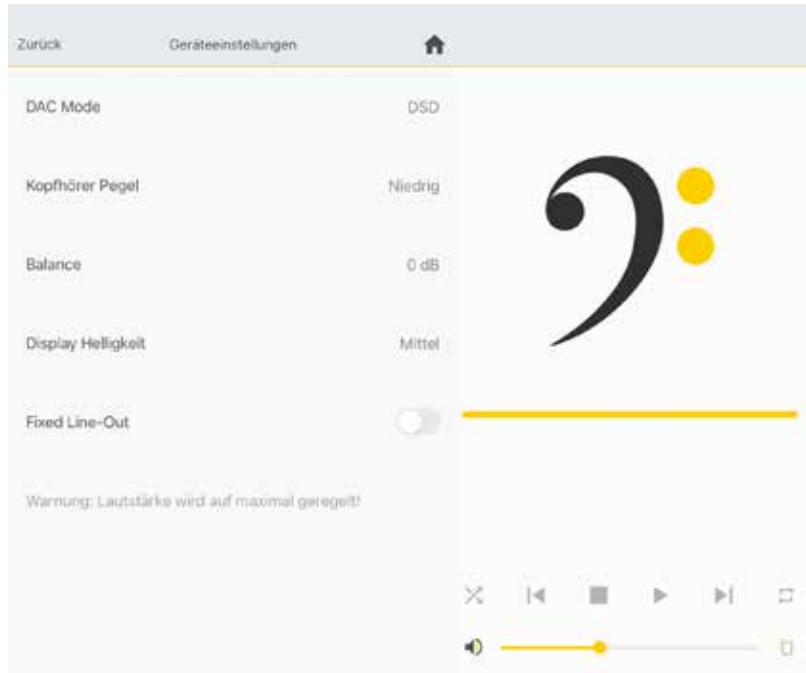 Zurück Geräteeinstellungen
DAC Mode DSD
Kopfhörer Pegel Niedrig
Balance 0 dB
Display Helligkeit Mittel
Fixed Line-Out
Warnung: Lautstärke wird auf maximal geregelt!